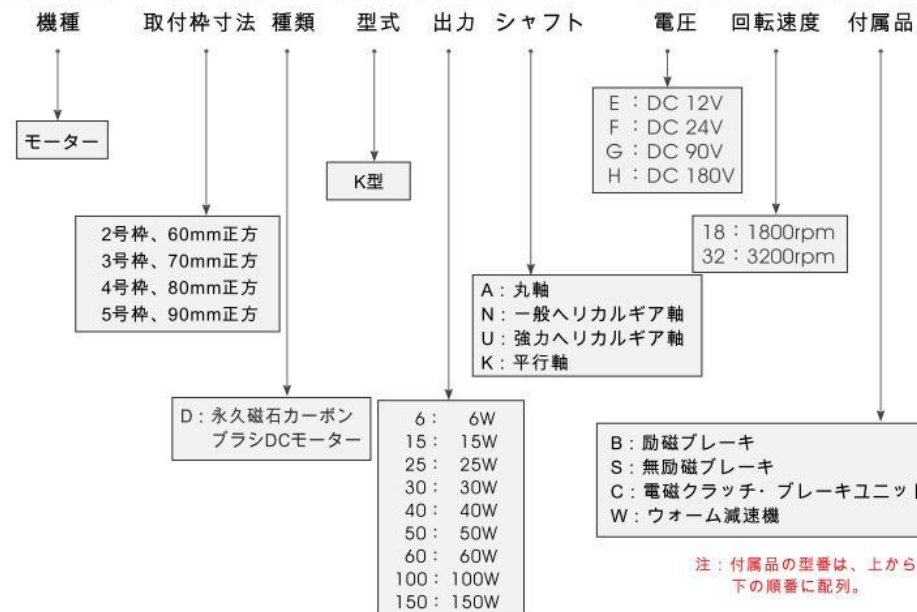 機種 取付枠寸法 種類 型式 出力 シャフト 電圧 回転速度 付属品
モーター
2号枠、60mm正方
3号枠、70mm正方
4号枠、80mm正方
5号枠、90mm正方
D：永久磁石カーボン
ブラシDCモーター
K型
6： 6W
15： 15W
25： 25W
30： 30W
40： 40W
50： 50W
60： 60W
100：100W
150：150W
A：丸軸
N：一般ヘリカルギア軸
U：強力ヘリカルギア軸
K：平行軸
E：DC 12V
F：DC 24V
G：DC 90V
H：DC 180V
18：1800rpm
32：3200rpm
B：励磁ブレーキ
S：無励磁ブレーキ
C：電磁クラッチ・ブレーキユニット
W：ウォーム減速機
注：付属品の型番は、上から
下の順番に配列。